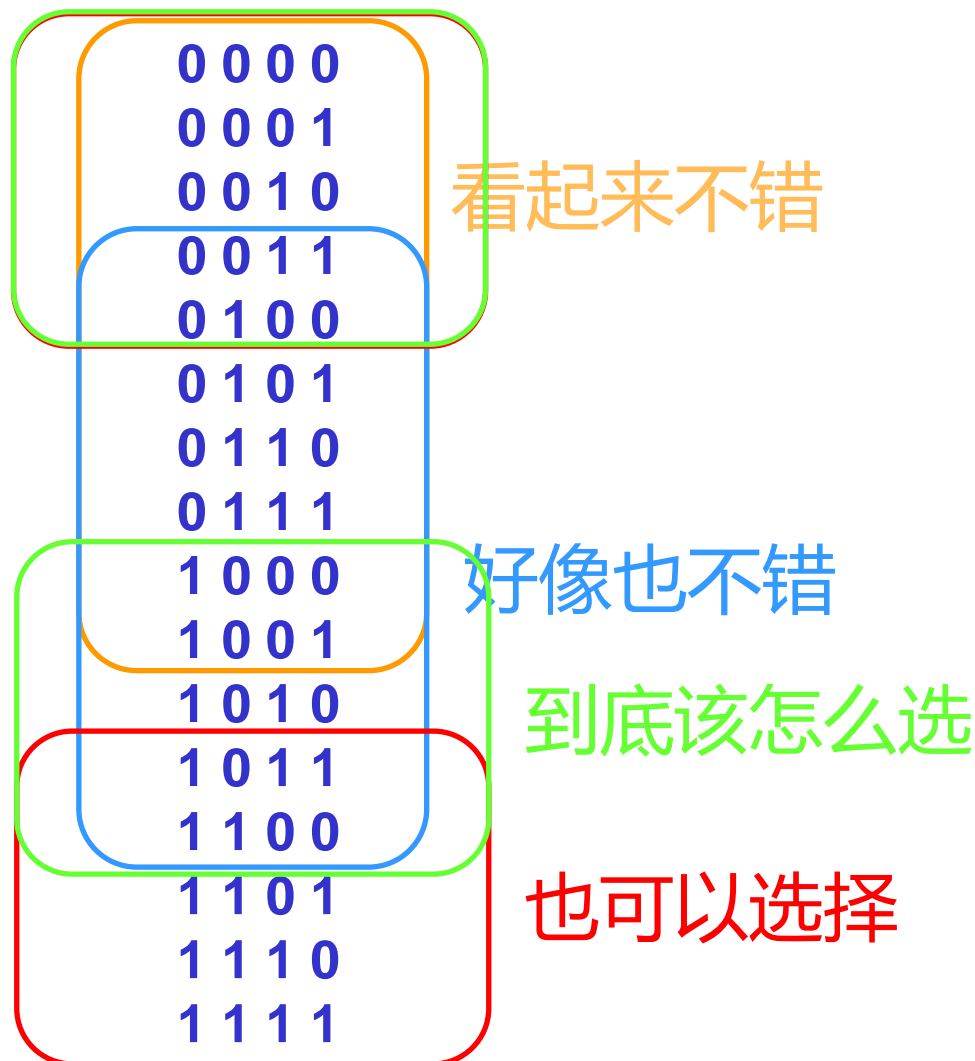 0 0 0 0
0 0 0 1
0 0 1 0
看起来不错
0 0 1 1
0 1 0 0
0 1 0 1
0 1 1 0
0 1 1 1
1 0 0 0
好像也不错
1 0 0 1
1 0 1 0
到底该怎么选
1 0 1 1
1 1 0 0
1 1 0 1
也可以选择
1 1 1 0
1 1 1 1